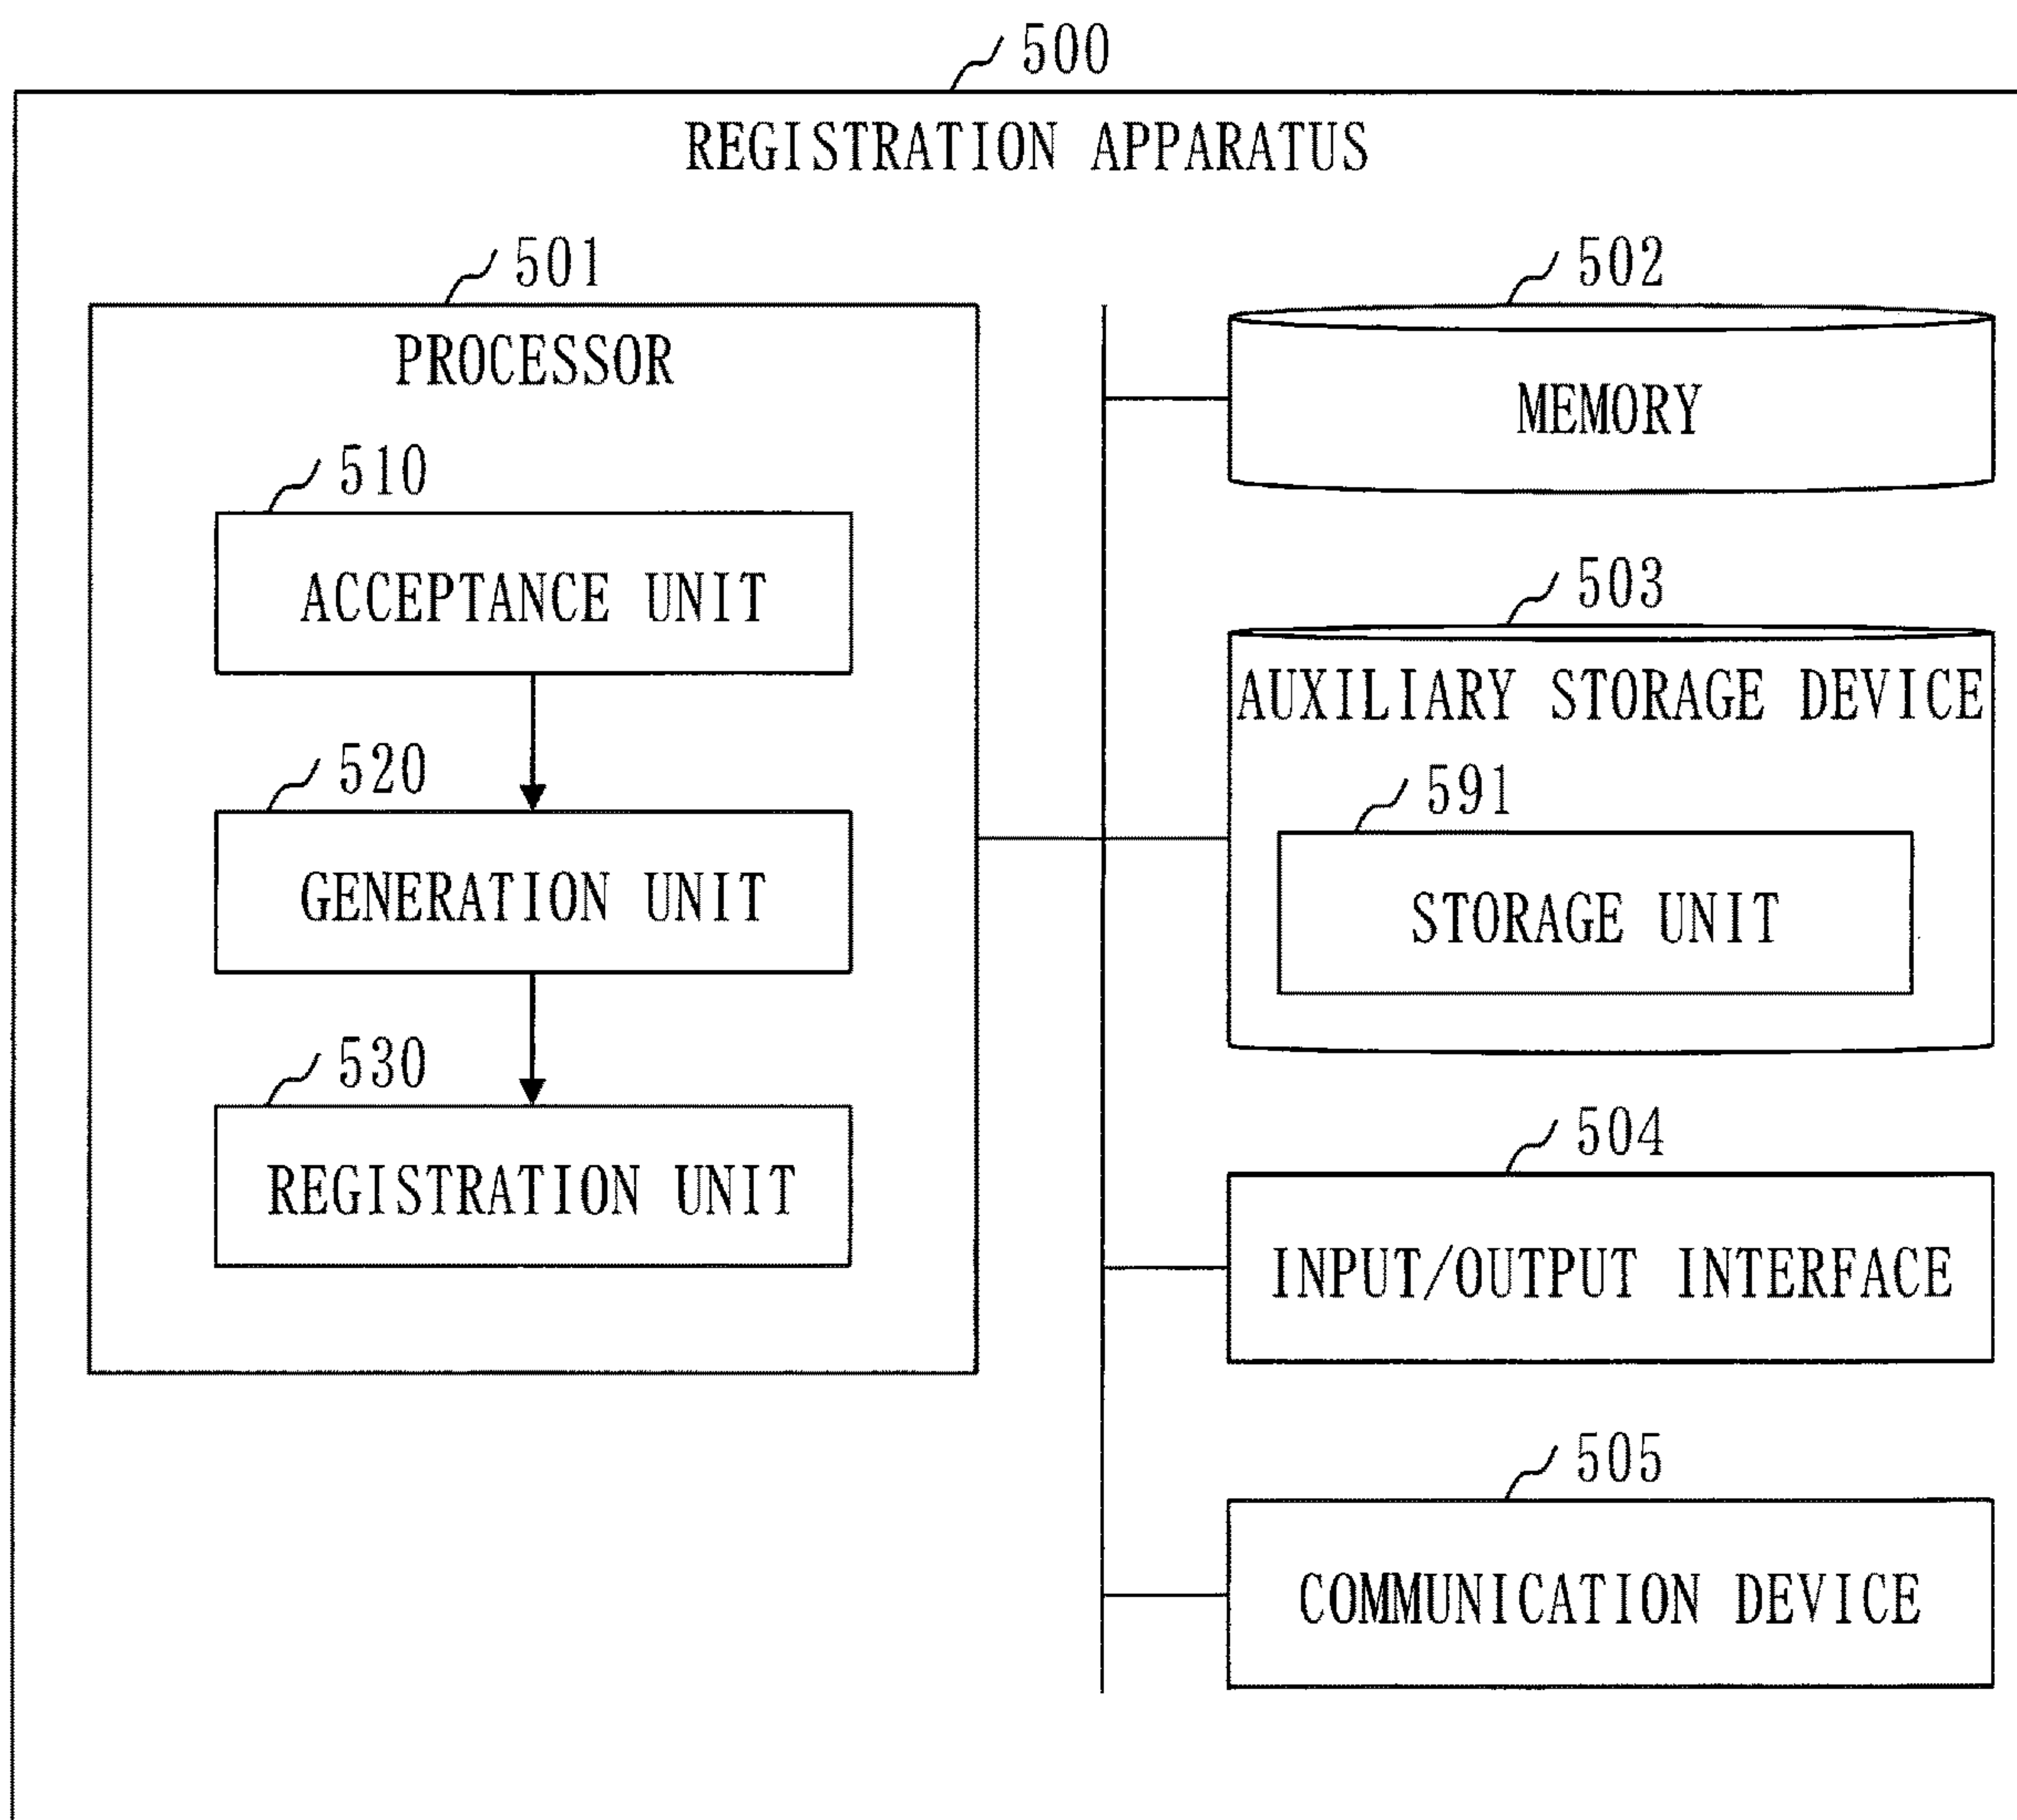 500
REGISTRATION APPARATUS
501
PROCESSOR
510
ACCEPTANCE UNIT
520
GENERATION UNIT
530
REGISTRATION UNIT
502
MEMORY
503
AUXILIARY STORAGE DEVICE
591
STORAGE UNIT
504
INPUT/OUTPUT INTERFACE
505
COMMUNICATION DEVICE